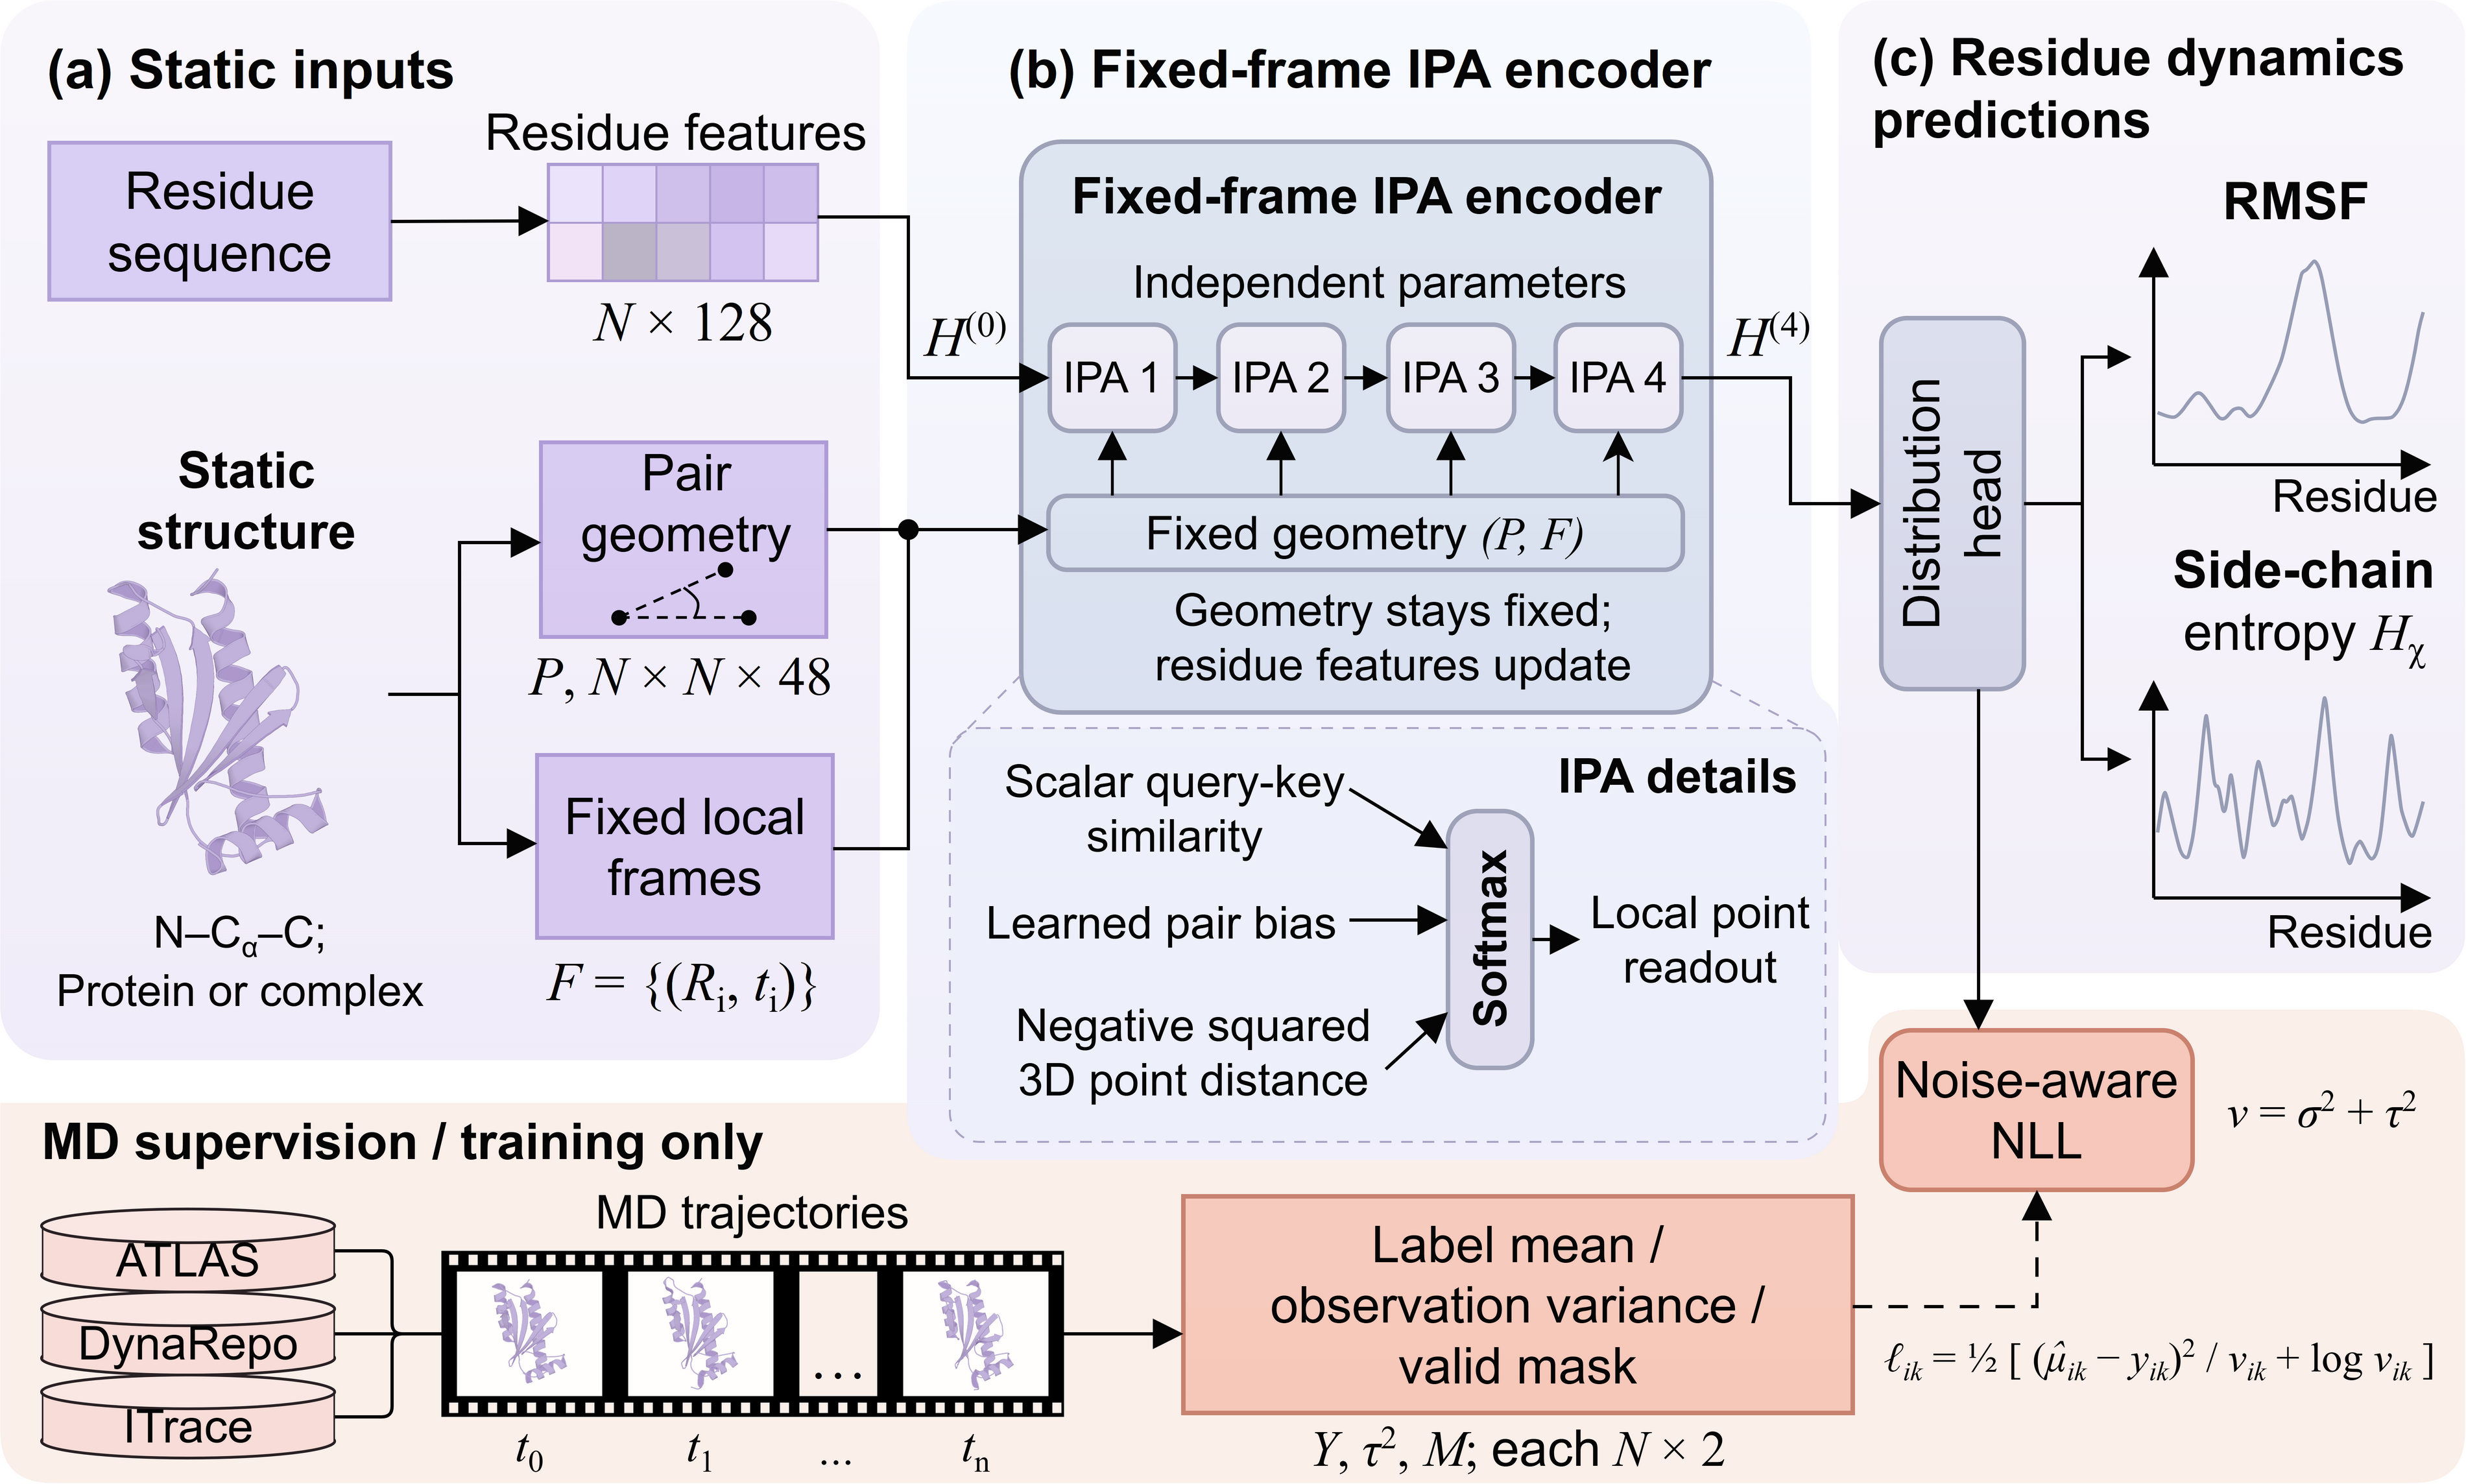 (a) Static inputs
Residue
sequence
Residue features
N × 128
Static
structure
N–Cα–C;
Protein or complex
Pair
geometry
P, N × N × 48
Fixed local
frames
F = {(Rᵢ, tᵢ)}
(b) Fixed-frame IPA encoder
Fixed-frame IPA encoder
Independent parameters
H⁽⁰⁾
IPA 1
IPA 2
IPA 3
IPA 4
H⁽⁴⁾
Fixed geometry (P, F)
Geometry stays fixed;
residue features update
IPA details
Scalar query-key
similarity
Learned pair bias
Negative squared
3D point distance
Softmax
Local point
readout
(c) Residue dynamics
predictions
Distribution
head
RMSF
Residue
Side-chain
entropy Hχ
Residue
Noise-aware
NLL
v = σ² + τ²
MD supervision / training only
ATLAS
DynaRepo
ITrace
MD trajectories
...
t₀ t₁ ... tₙ
Label mean /
observation variance /
valid mask
Y, τ², M; each N × 2
ℓᵢₖ = ½ [ (μ̂ᵢₖ – yᵢₖ)² / vᵢₖ + log vᵢₖ ]